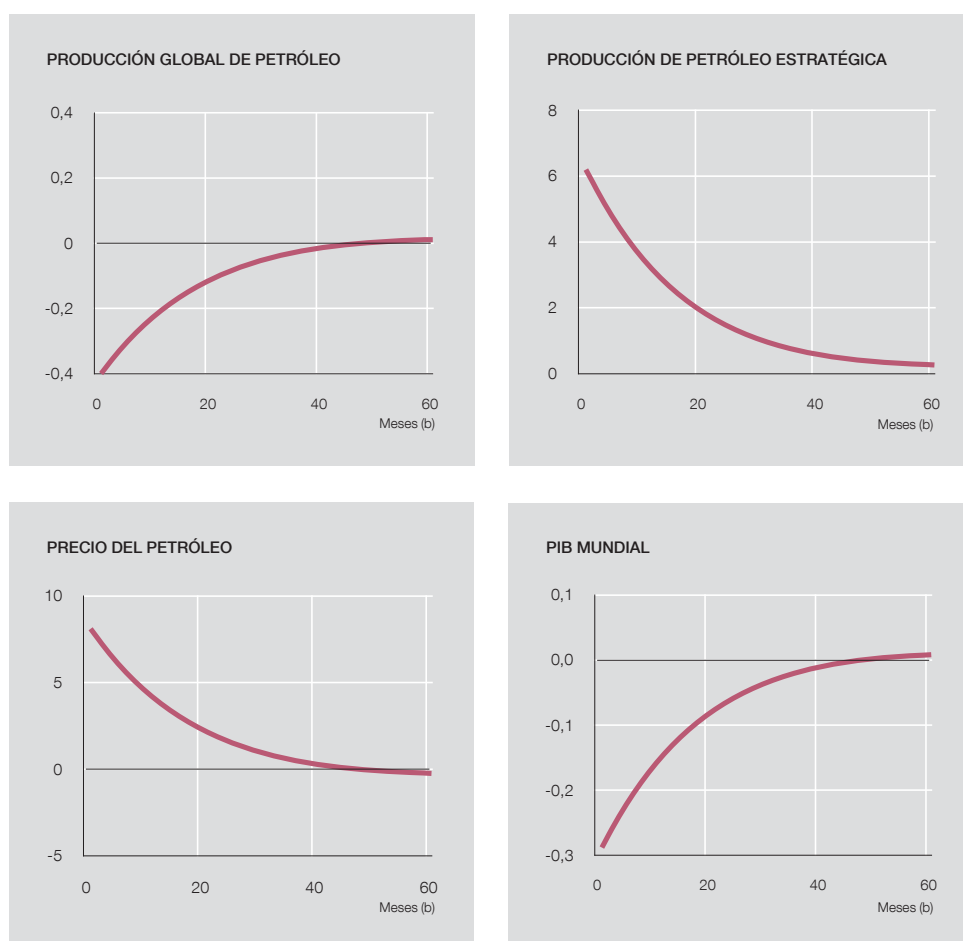 PRODUCCIÓN GLOBAL DE PETRÓLEO
0,4
0,2
0
-0,2
-0,4
0 20 40 60
Meses (b)
PRODUCCIÓN DE PETRÓLEO ESTRATÉGICA
8
6
4
2
0
0 20 40 60
Meses (b)
PRECIO DEL PETRÓLEO
10
5
0
-5
0 20 40 60
Meses (b)
PIB MUNDIAL
0,1
0,0
-0,1
-0,2
-0,3
0 20 40 60
Meses (b)